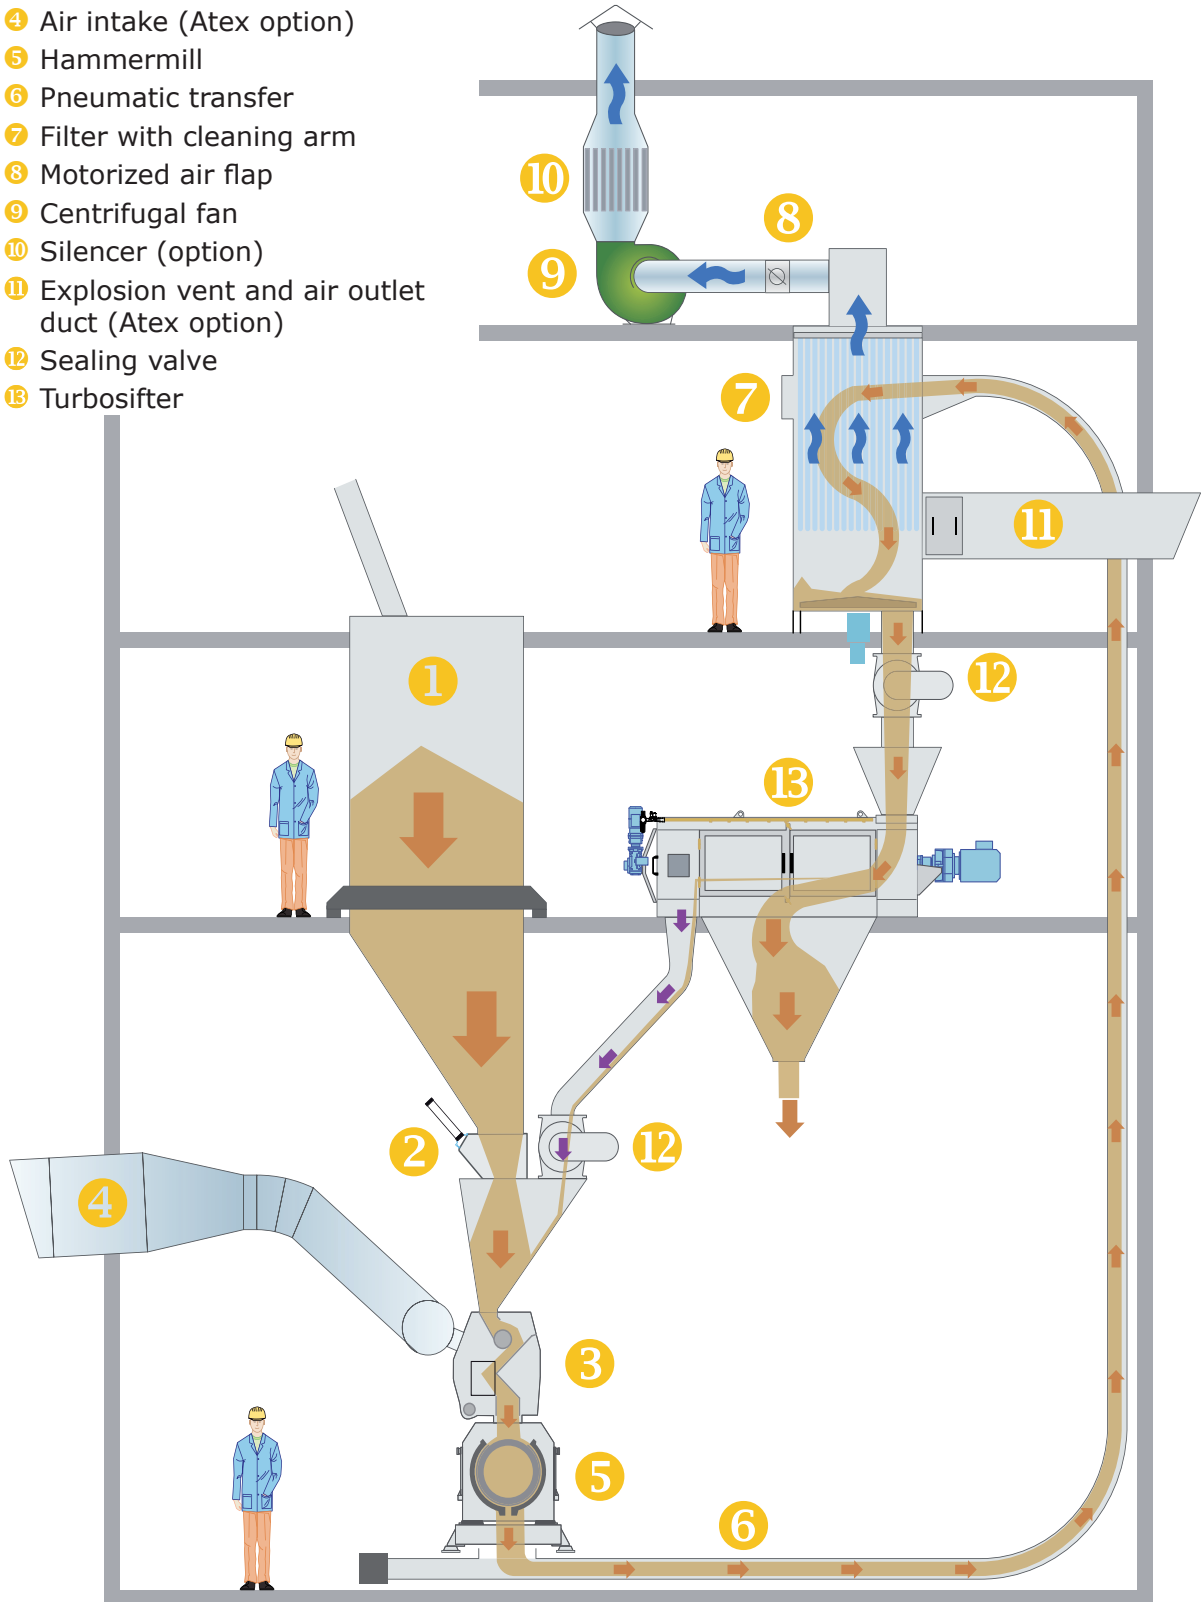 4 Air intake (Atex option)
5 Hammermill
6 Pneumatic transfer
7 Filter with cleaning arm
8 Motorized air flap
9 Centrifugal fan
10 Silencer (option)
11 Explosion vent and air outlet
duct (Atex option)
12 Sealing valve
13 Turbosifter
10
8
9
7
11
1
12
13
2
12
4
3
5
6